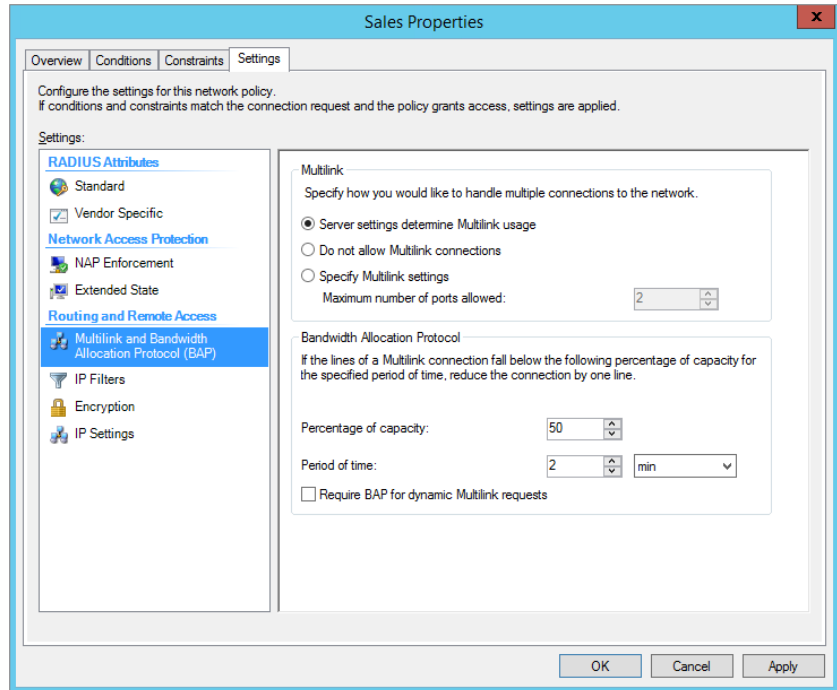 Sales Properties
x
Overview
Conditions
Constraints
Settings
Configure the settings for this network policy.
If conditions and constraints match the connection request and the policy grants access, settings are applied.
Settings:
RADIUS Attributes
Standard
Vendor Specific
Network Access Protection
NAP Enforcement
Extended State
Routing and Remote Access
Multilink and Bandwidth
Allocation Protocol (BAP)
IP Filters
Encryption
IP Settings
Multilink
Specify how you would like to handle multiple connections to the network.
Server settings determine Multilink usage
Do not allow Multilink connections
Specify Multilink settings
Maximum number of ports allowed: 2
Bandwidth Allocation Protocol
If the lines of a Multilink connection fall below the following percentage of capacity for
the specified period of time, reduce the connection by one line.
Percentage of capacity: 50
Period of time: 2 min
Require BAP for dynamic Multilink requests
OK
Cancel
Apply